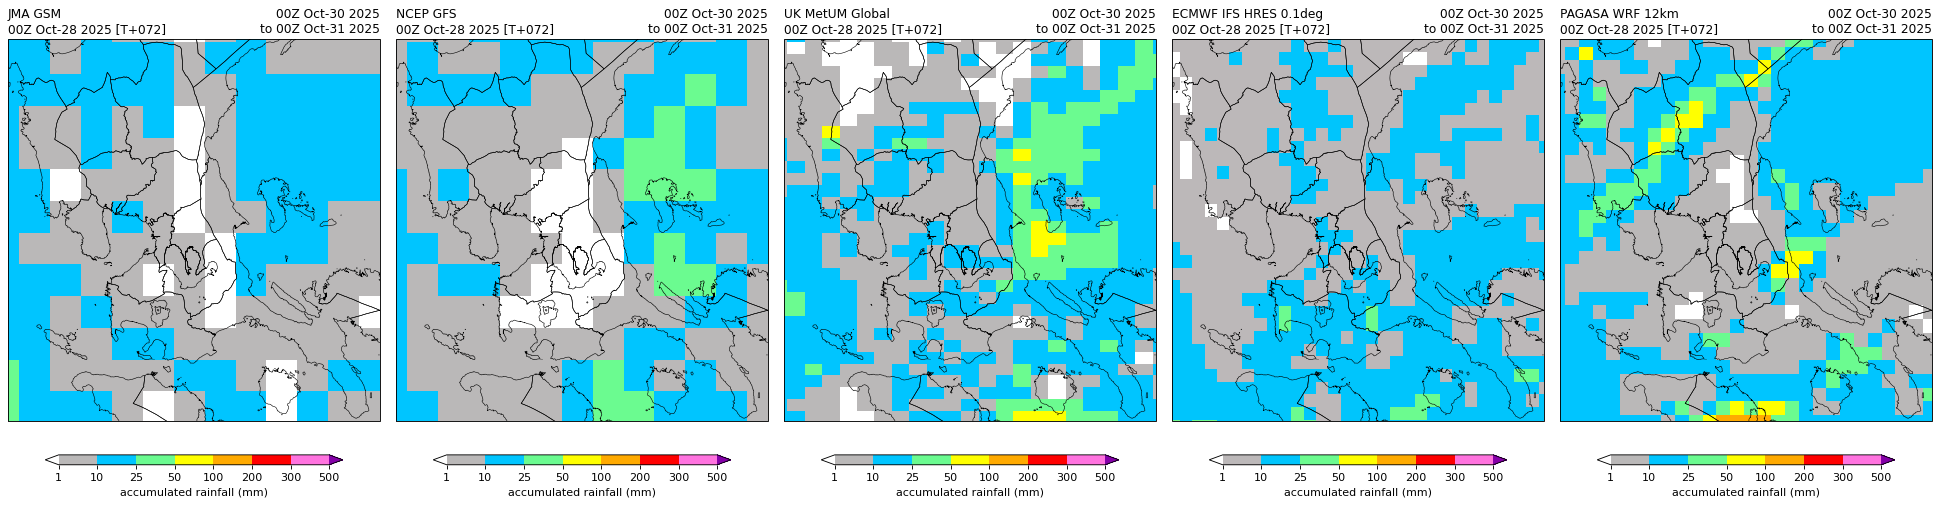 JMA GSM
00Z Oct-28 2025 [T+072]
00Z Oct-30 2025
to 00Z Oct-31 2025
NCEP GFS
00Z Oct-28 2025 [T+072]
00Z Oct-30 2025
to 00Z Oct-31 2025
UK MetUM Global
00Z Oct-28 2025 [T+072]
00Z Oct-30 2025
to 00Z Oct-31 2025
ECMWF IFS HRES 0.1deg
00Z Oct-28 2025 [T+072]
00Z Oct-30 2025
to 00Z Oct-31 2025
PAGASA WRF 12km
00Z Oct-28 2025 [T+072]
00Z Oct-30 2025
to 00Z Oct-31 2025
1 10 25 50 100 200 300 500
accumulated rainfall (mm)
1 10 25 50 100 200 300 500
accumulated rainfall (mm)
1 10 25 50 100 200 300 500
accumulated rainfall (mm)
1 10 25 50 100 200 300 500
accumulated rainfall (mm)
1 10 25 50 100 200 300 500
accumulated rainfall (mm)